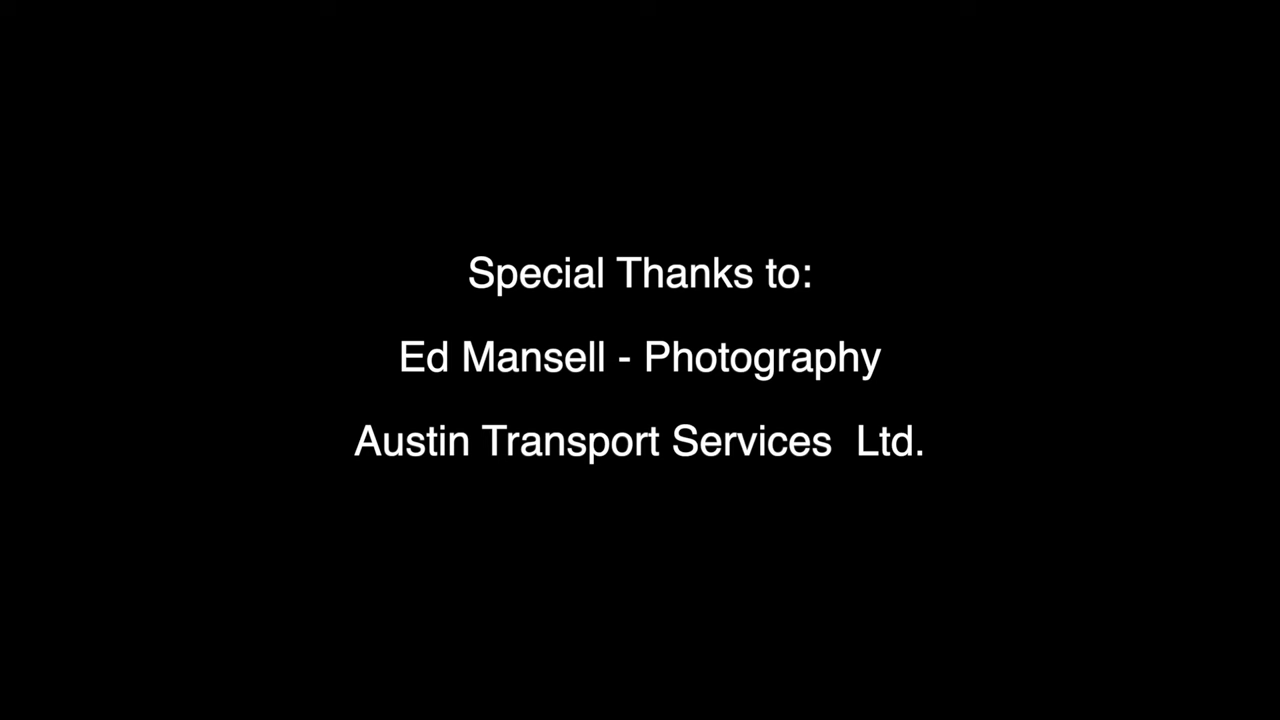 Special Thanks to:
Ed Mansell - Photography
Austin Transport Services  Ltd.